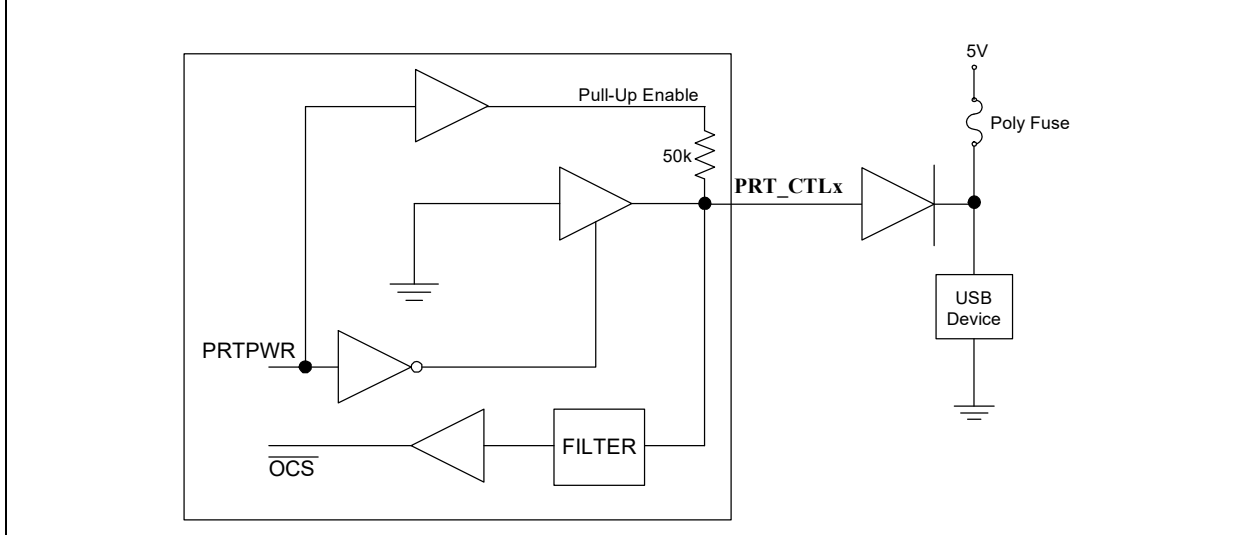 5V
Poly Fuse
Pull-Up Enable
50k
PRT_CTLx
USB
Device
PRTPWR
FILTER
OCS